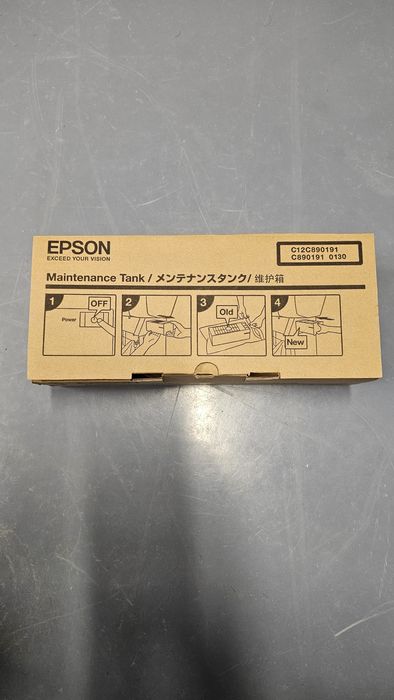 EPSON
EXCEED YOUR VISION
C12C890191
C890191 0130
Maintenance Tank / メンテナンスタンク/ 维护箱
1
OFF
Power
2
3
Old
4
New